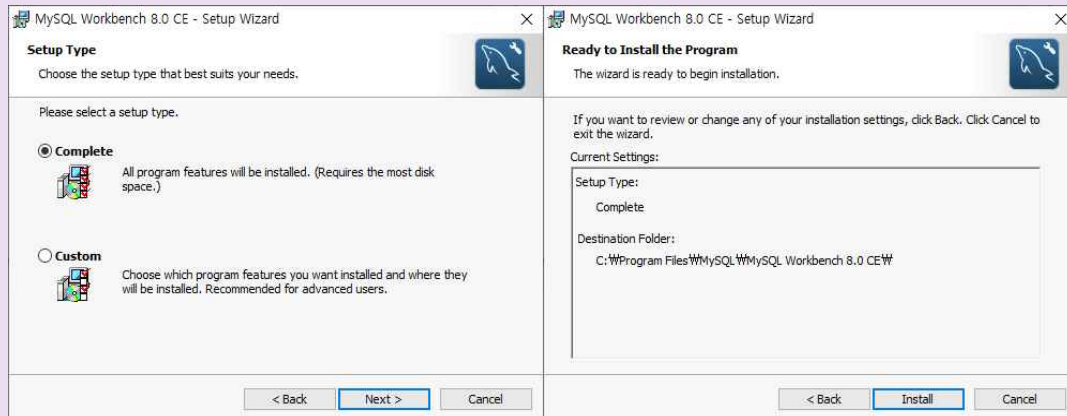 MySQL Workbench 8.0 CE - Setup Wizard
Setup Type
Choose the setup type that best suits your needs.
Please select a setup type.
Complete
All program features will be installed. (Requires the most disk
space.)
Custom
Choose which program features you want installed and where they
will be installed. Recommended for advanced users.
< Back
Next >
Cancel
MySQL Workbench 8.0 CE - Setup Wizard
Ready to Install the Program
The wizard is ready to begin installation.
If you want to review or change any of your installation settings, click Back. Click Cancel to
exit the wizard.
Current Settings:
Setup Type:
Complete
Destination Folder:
C:₩Program Files₩MySQL₩MySQL Workbench 8.0 CE₩
< Back
Install
Cancel